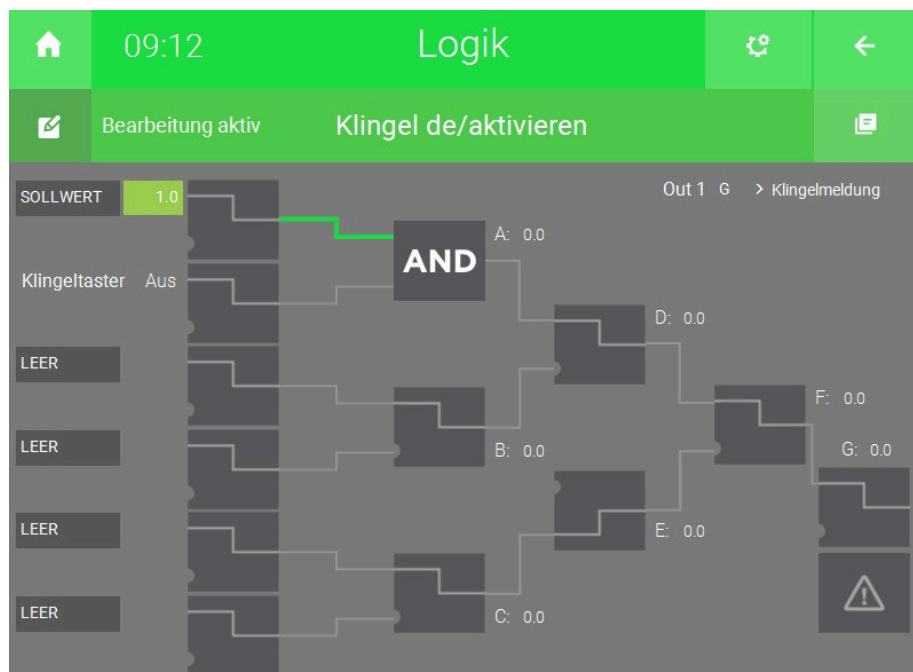 09:12 Logik
Bearbeitung aktiv Klingel de/aktivieren
SOLLWERT 1.0 Out 1 G > Klingelmeldung
A: 0.0
AND
Klingeltaster Aus
D: 0.0
LEER
F: 0.0
LEER B: 0.0 G: 0.0
LEER E: 0.0
LEER C: 0.0